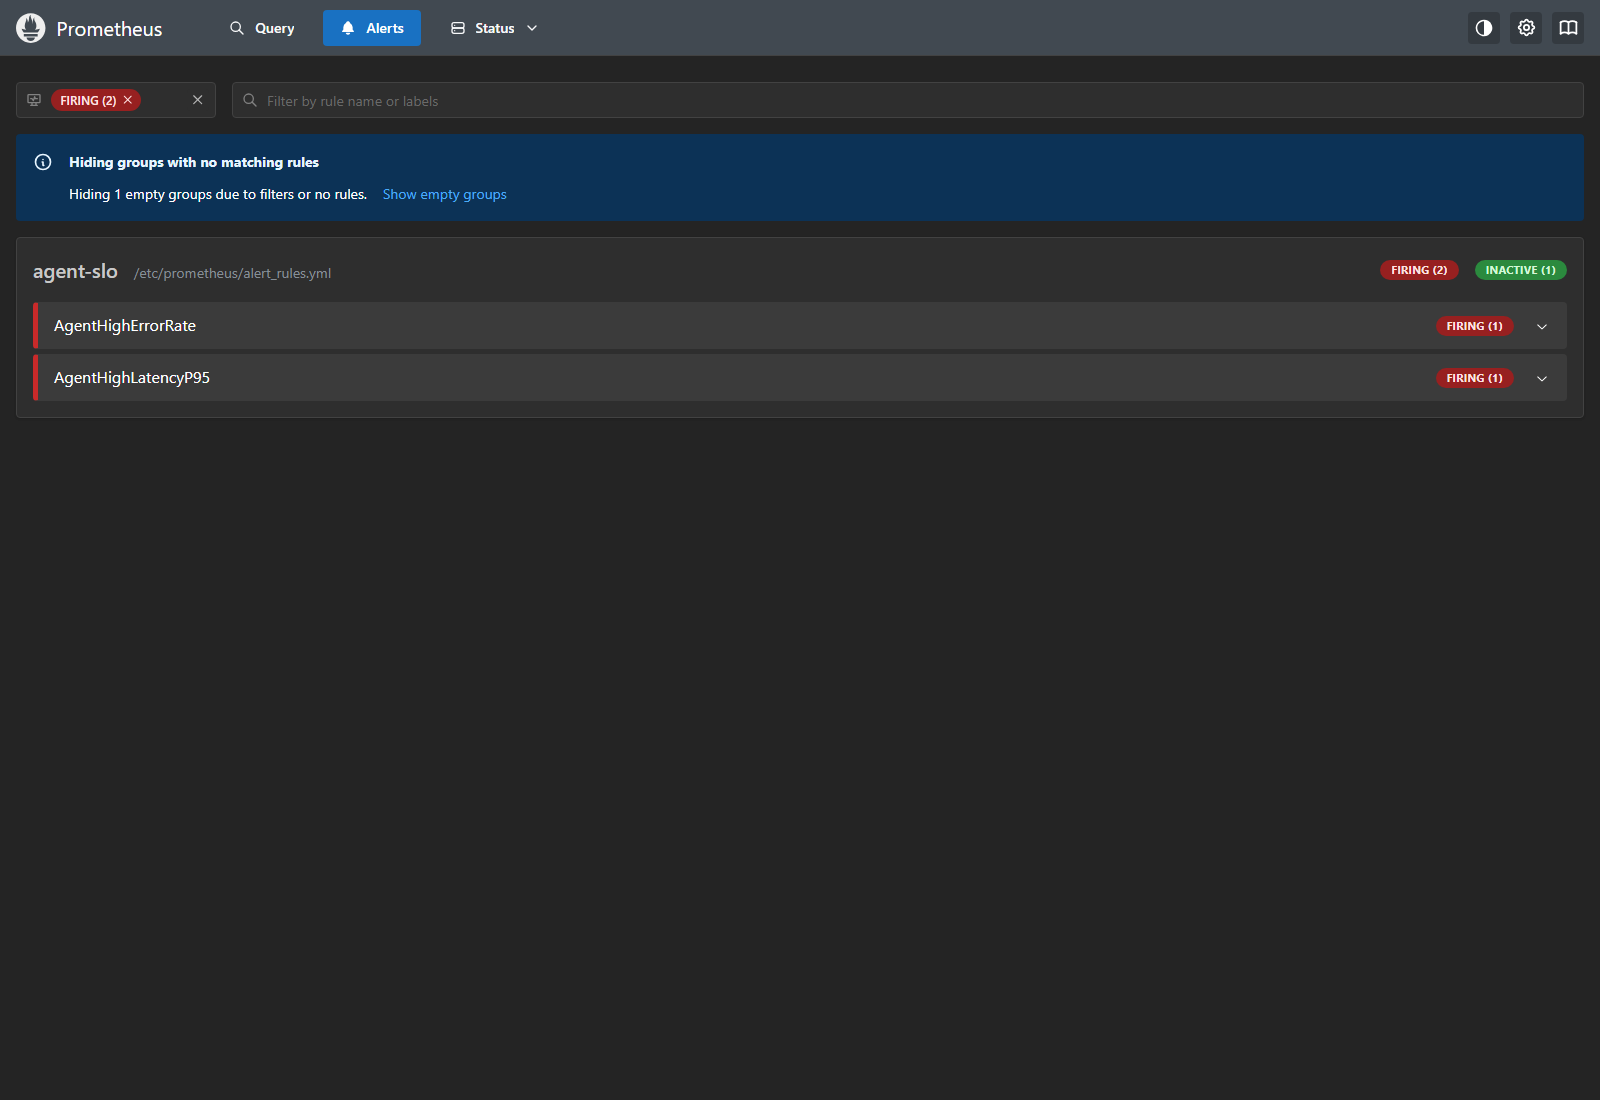 Prometheus
Query
Alerts
Status
FIRING (2)
Filter by rule name or labels
Hiding groups with no matching rules
Hiding 1 empty groups due to filters or no rules. Show empty groups
agent-slo /etc/prometheus/alert_rules.yml FIRING (2) INACTIVE (1)
AgentHighErrorRate FIRING (1)
AgentHighLatencyP95 FIRING (1)